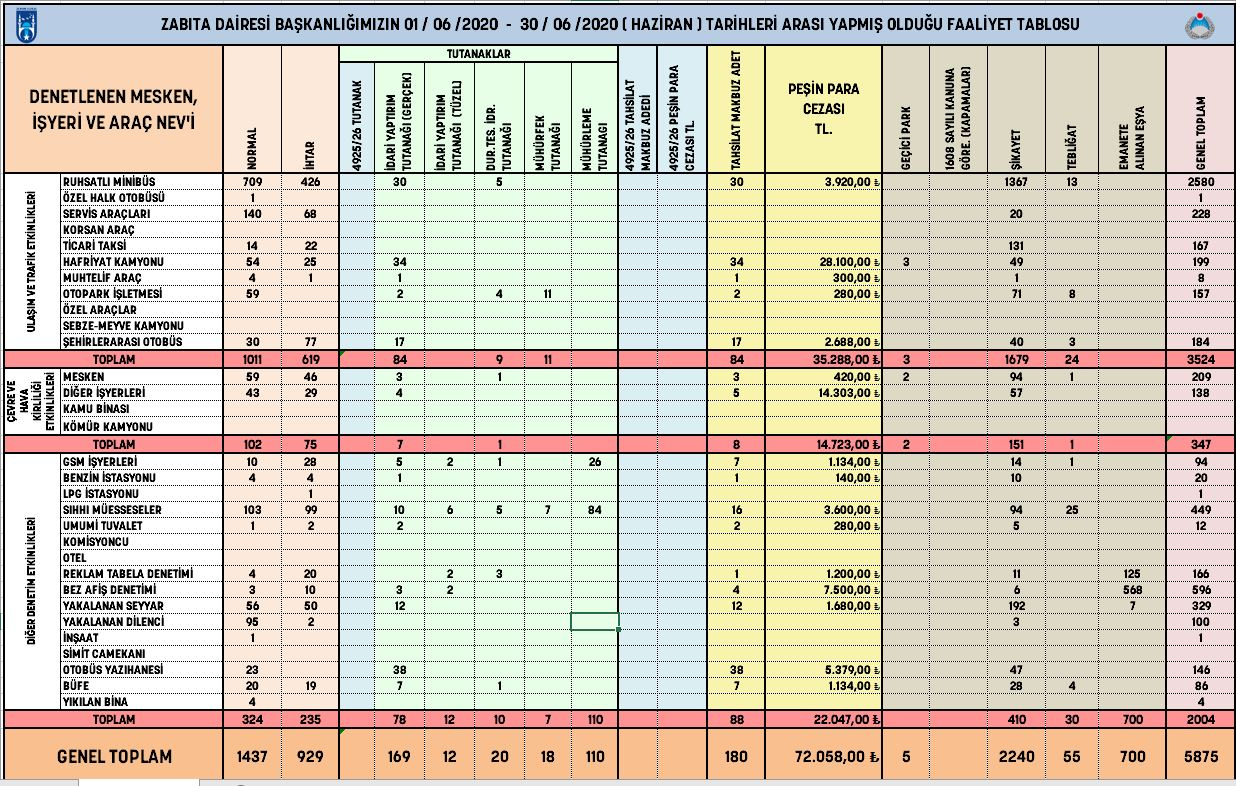 ZABITA DAİRESİ BAŞKANLIĞIMIZIN 01 / 06 /2020 - 30 / 06 /2020 ( HAZİRAN ) TARİHLERİ ARASI YAPMIŞ OLDUĞU FAALİYET TABLOSU
DENETLENEN MESKEN,
İŞYERİ VE ARAÇ NEV'İ
NORMAL
İHTAR
TUTANAKLAR
4925/26 TUTANAK
İDARİ YAPTIRIM
TUTANAĞI (GERÇEK)
İDARİ YAPTIRIM
TUTANAĞI (TÜZEL)
DUR.TES. İDR.
TUTANAĞI
MÜHÜRFEK
TUTANAĞI
MÜHÜRLEME
TUTANAGI
4925/26 TAHSİLAT
MAKBUZ ADEDİ
4925/26 PEŞİN PARA
CEZASI TL.
TAHSİLAT MAKBUZ ADET
PEŞİN PARA
CEZASI
TL.
GEÇİCİ PARK
1608 SAYILI KANUNA
GÖRE. (KAPAMALAR)
ŞİKAYET
TEBLİĞAT
EMANETE
ALINAN EŞYA
GENEL TOPLAM
ULAŞIM VE TRAFİK ETKİNLİKLERİ
RUHSATLI MİNİBÜS 709 426 30 5 30 3.920,00 ₺ 1367 13 2580
ÖZEL HALK OTOBÜSÜ 1 1
SERVİS ARAÇLARI 140 68 20 228
KORSAN ARAÇ
TİCARİ TAKSİ 14 22 131 167
HAFRİYAT KAMYONU 54 25 34 34 28.100,00 ₺ 3 49 199
MUHTELİF ARAÇ 4 1 1 1 300,00 ₺ 1 8
OTOPARK İŞLETMESİ 59 2 4 11 2 280,00 ₺ 71 8 157
ÖZEL ARAÇLAR
SEBZE-MEYVE KAMYONU
ŞEHİRLERARASI OTOBÜS 30 77 17 17 2.688,00 ₺ 40 3 184
TOPLAM 1011 619 84 9 11 84 35.288,00 ₺ 3 1679 24 3524
ÇEVRE VE
HAVA
KİRLİLİĞİ
ETKİNLİKLERİ
MESKEN 59 46 3 1 3 420,00 ₺ 2 94 1 209
DİĞER İŞYERLERİ 43 29 4 5 14.303,00 ₺ 57 138
KAMU BİNASI
KÖMÜR KAMYONU
TOPLAM 102 75 7 1 8 14.723,00 ₺ 2 151 1 347
DİĞER DENETİM ETKİNLİKLERİ
GSM İŞYERLERİ 10 28 5 2 1 26 7 1.134,00 ₺ 14 1 94
BENZİN İSTASYONU 4 4 1 1 140,00 ₺ 10 20
LPG İSTASYONU 1 1
SIHHI MÜESSESELER 103 99 10 6 5 7 84 16 3.600,00 ₺ 94 25 449
UMUMİ TUVALET 1 2 2 2 280,00 ₺ 5 12
KOMİSYONCU
OTEL
REKLAM TABELA DENETİMİ 4 20 2 3 1 1.200,00 ₺ 11 125 166
BEZ AFİŞ DENETİMİ 3 10 3 2 4 7.500,00 ₺ 6 568 596
YAKALANAN SEYYAR 56 50 12 12 1.680,00 ₺ 192 7 329
YAKALANAN DİLENCİ 95 2 3 100
İNŞAAT 1 1
SİMİT CAMEKANI
OTOBÜS YAZIHANESİ 23 38 38 5.379,00 ₺ 47 146
BÜFE 20 19 7 1 7 1.134,00 ₺ 28 4 86
YIKILAN BİNA 4 4
TOPLAM 324 235 78 12 10 7 110 88 22.047,00 ₺ 410 30 700 2004
GENEL TOPLAM 1437 929 169 12 20 18 110 180 72.058,00 ₺ 5 2240 55 700 5875